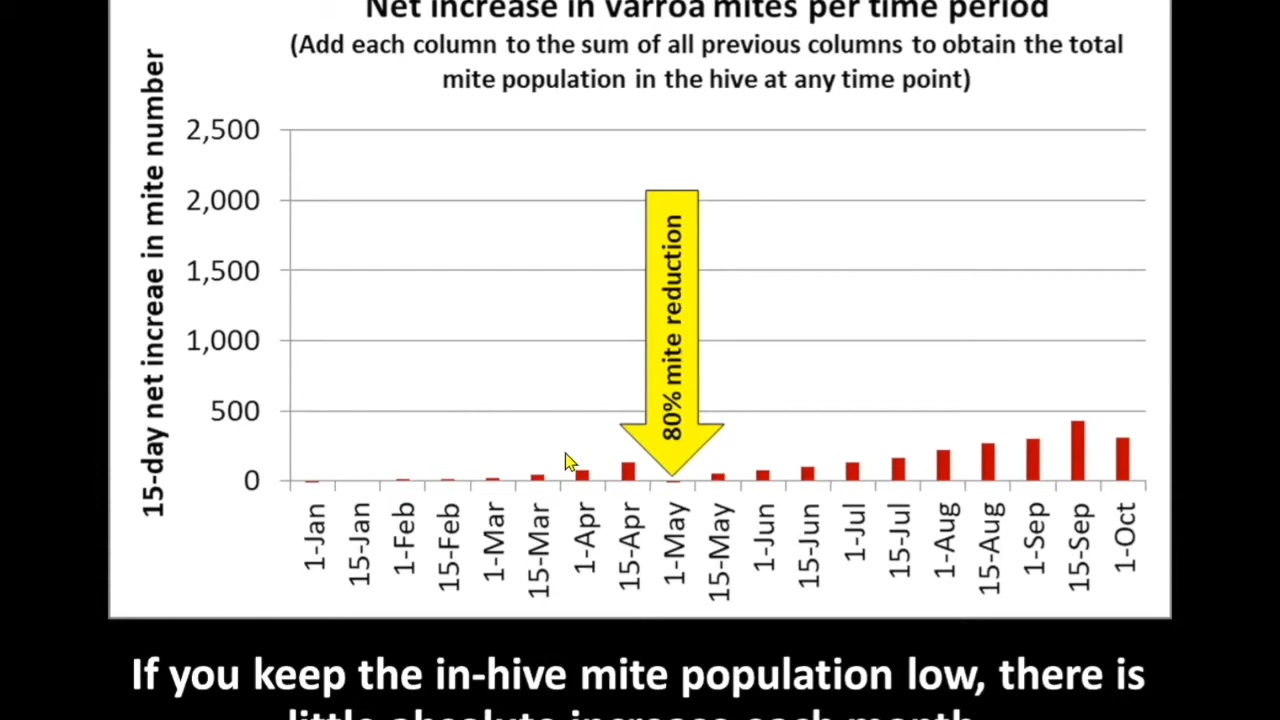 Net increase in varroa mites per time period
(Add each column to the sum of all previous columns to obtain the total
mite population in the hive at any time point)
15-day net increae in mite number
2,500
2,000
1,500
1,000
500
0
80% mite reduction
1-Jan
15-Jan
1-Feb
15-Feb
1-Mar
15-Mar
1-Apr
15-Apr
1-May
15-May
1-Jun
15-Jun
1-Jul
15-Jul
1-Aug
15-Aug
1-Sep
15-Sep
1-Oct
If you keep the in-hive mite population low, there is
little absolute increase each month